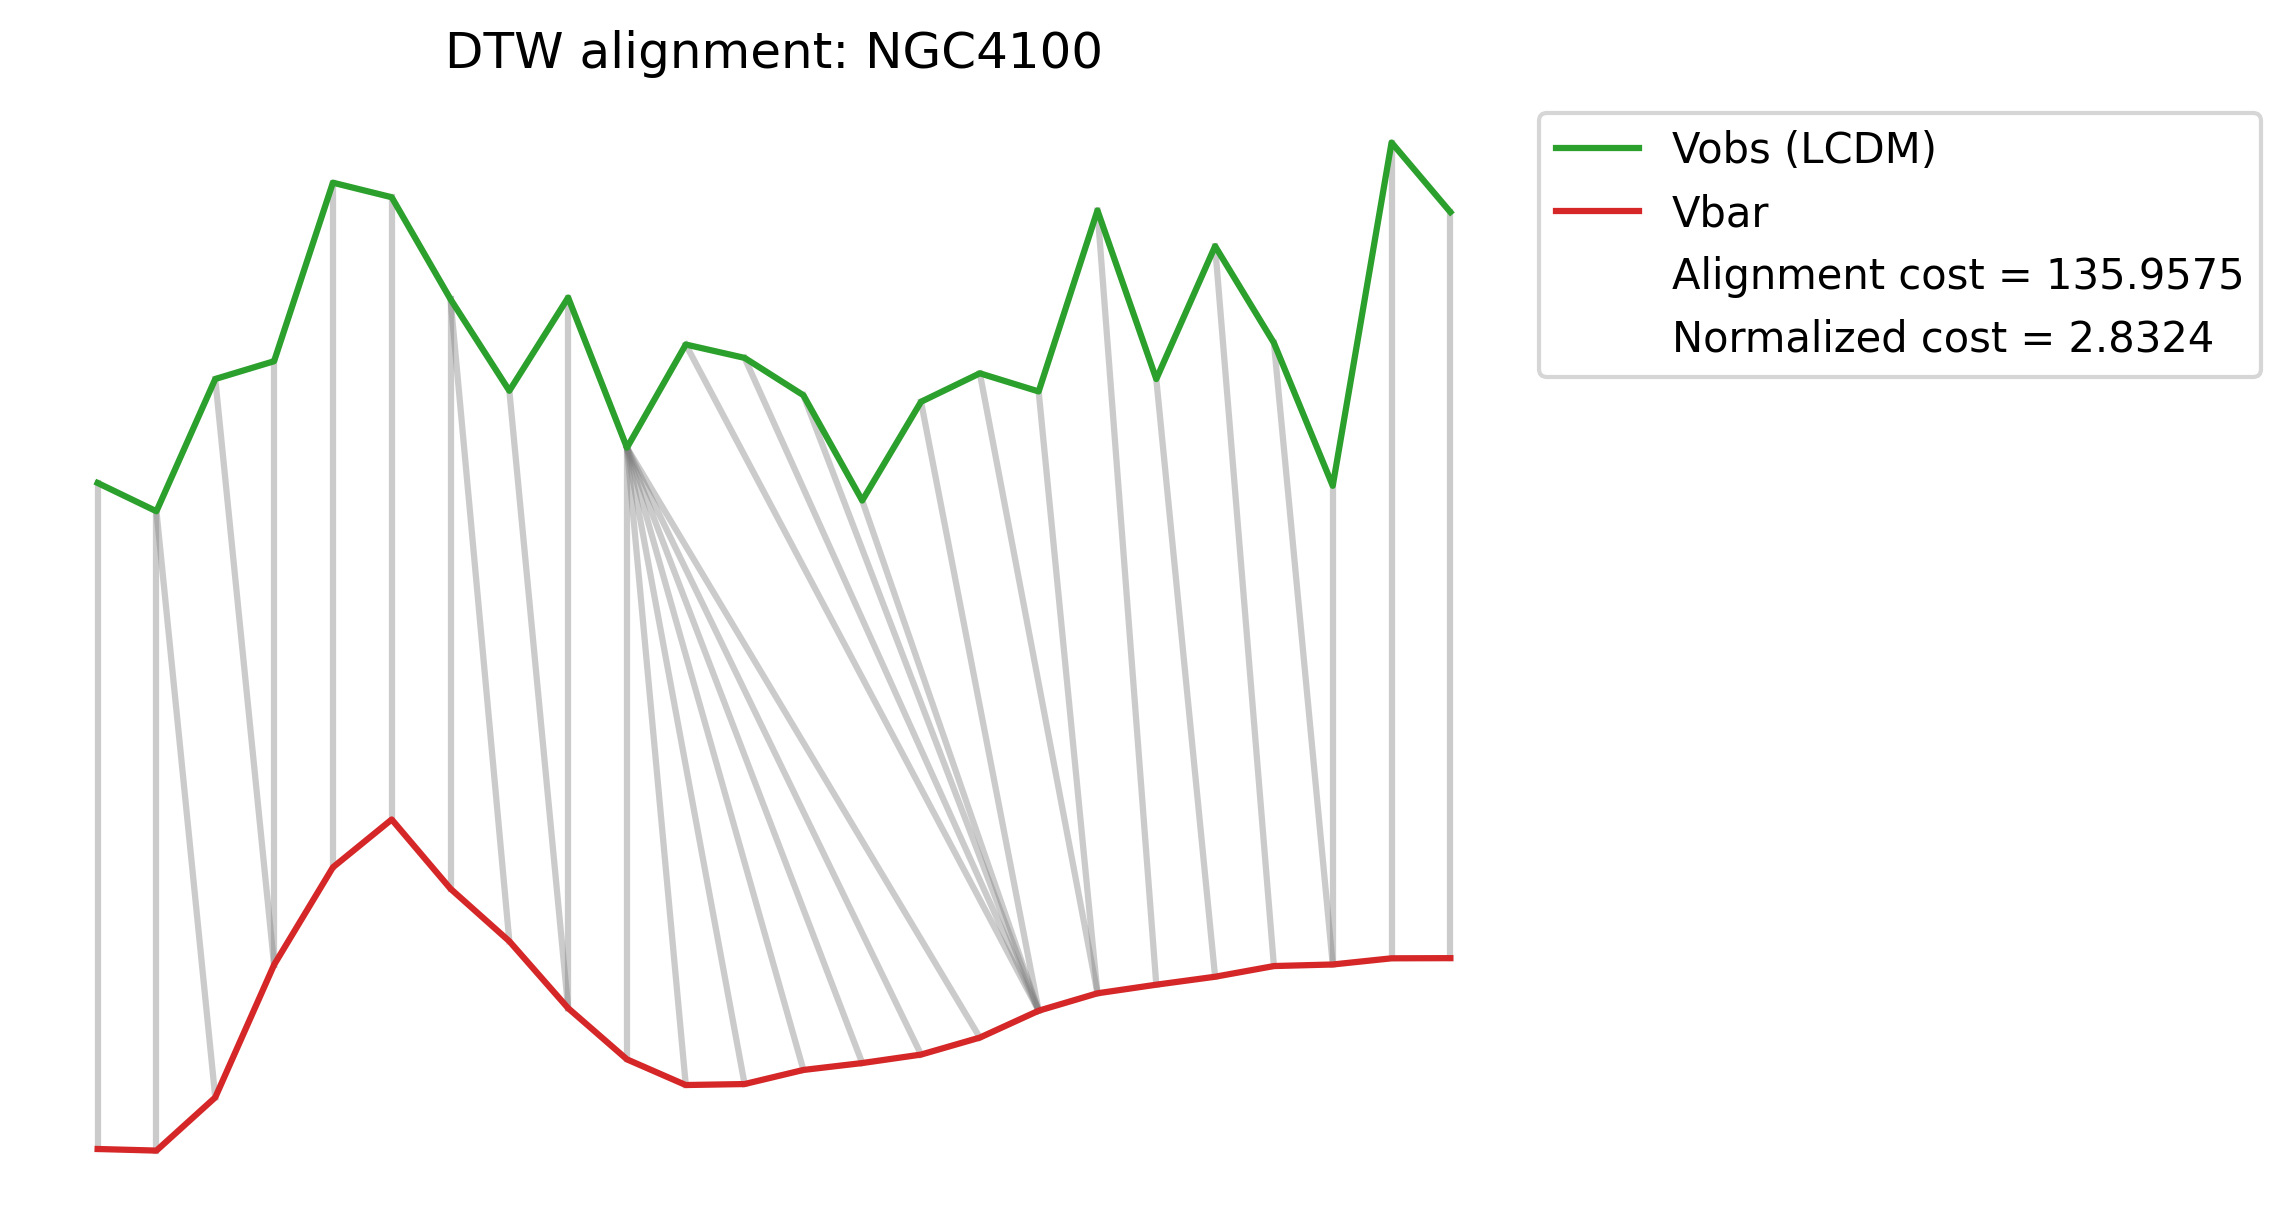 DTW alignment: NGC4100
Vobs (LCDM)
Vbar
Alignment cost = 135.9575
Normalized cost = 2.8324